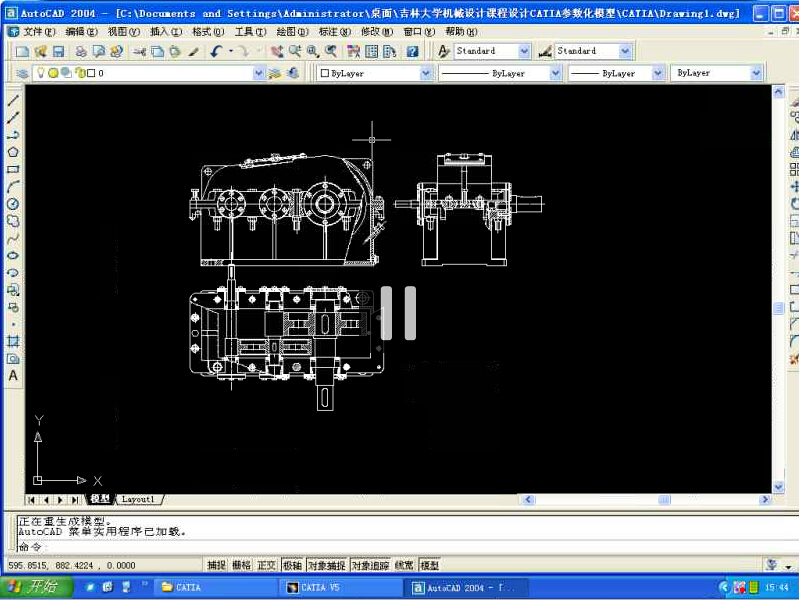 AutoCAD 2004 - [C:\Documents and Settings\Administrator\桌面\吉林大学机械设计课程设计CATIA参数化模型\CATIA\Drawing1.dwg]
文件(F) 编辑(E) 视图(V) 插入(I) 格式(O) 工具(T) 绘图(D) 标注(N) 修改(M) 窗口(W) 帮助(H)
Standard Standard
0 ByLayer ByLayer ByLayer ByLayer
A
Y
X
模型 Layout1
正在重生成模型。
AutoCAD 菜单实用程序已加载。
命令:
595.8515, 882.4224 , 0.0000 捕捉 栅格 正交 极轴 对象捕捉 对象追踪 线宽 模型
开始 CATIA CATIA V5 AutoCAD 2004 - [... 15:44